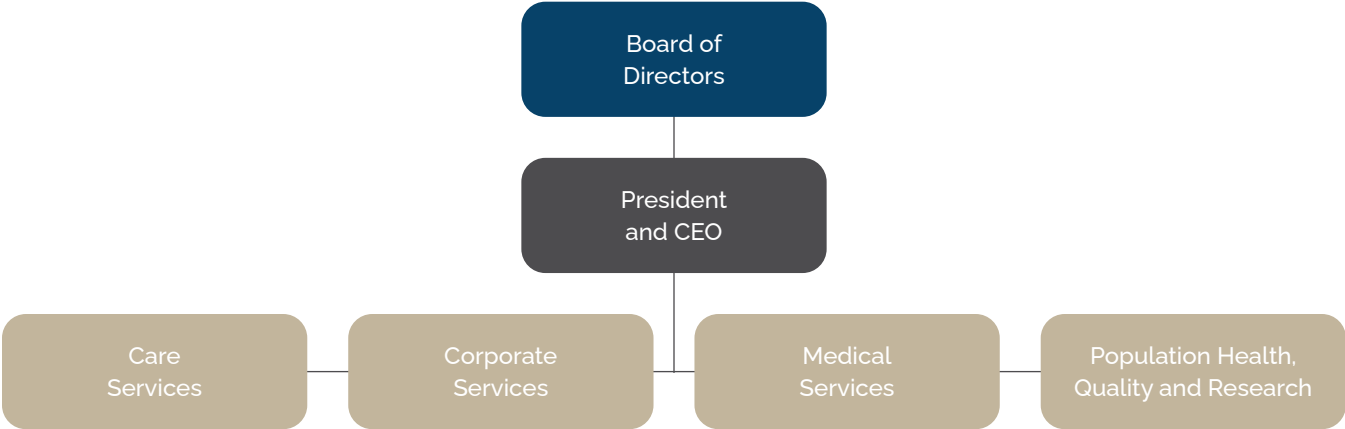 Board of
Directors
President
and CEO
Care
Services
Corporate
Services
Medical
Services
Population Health,
Quality and Research